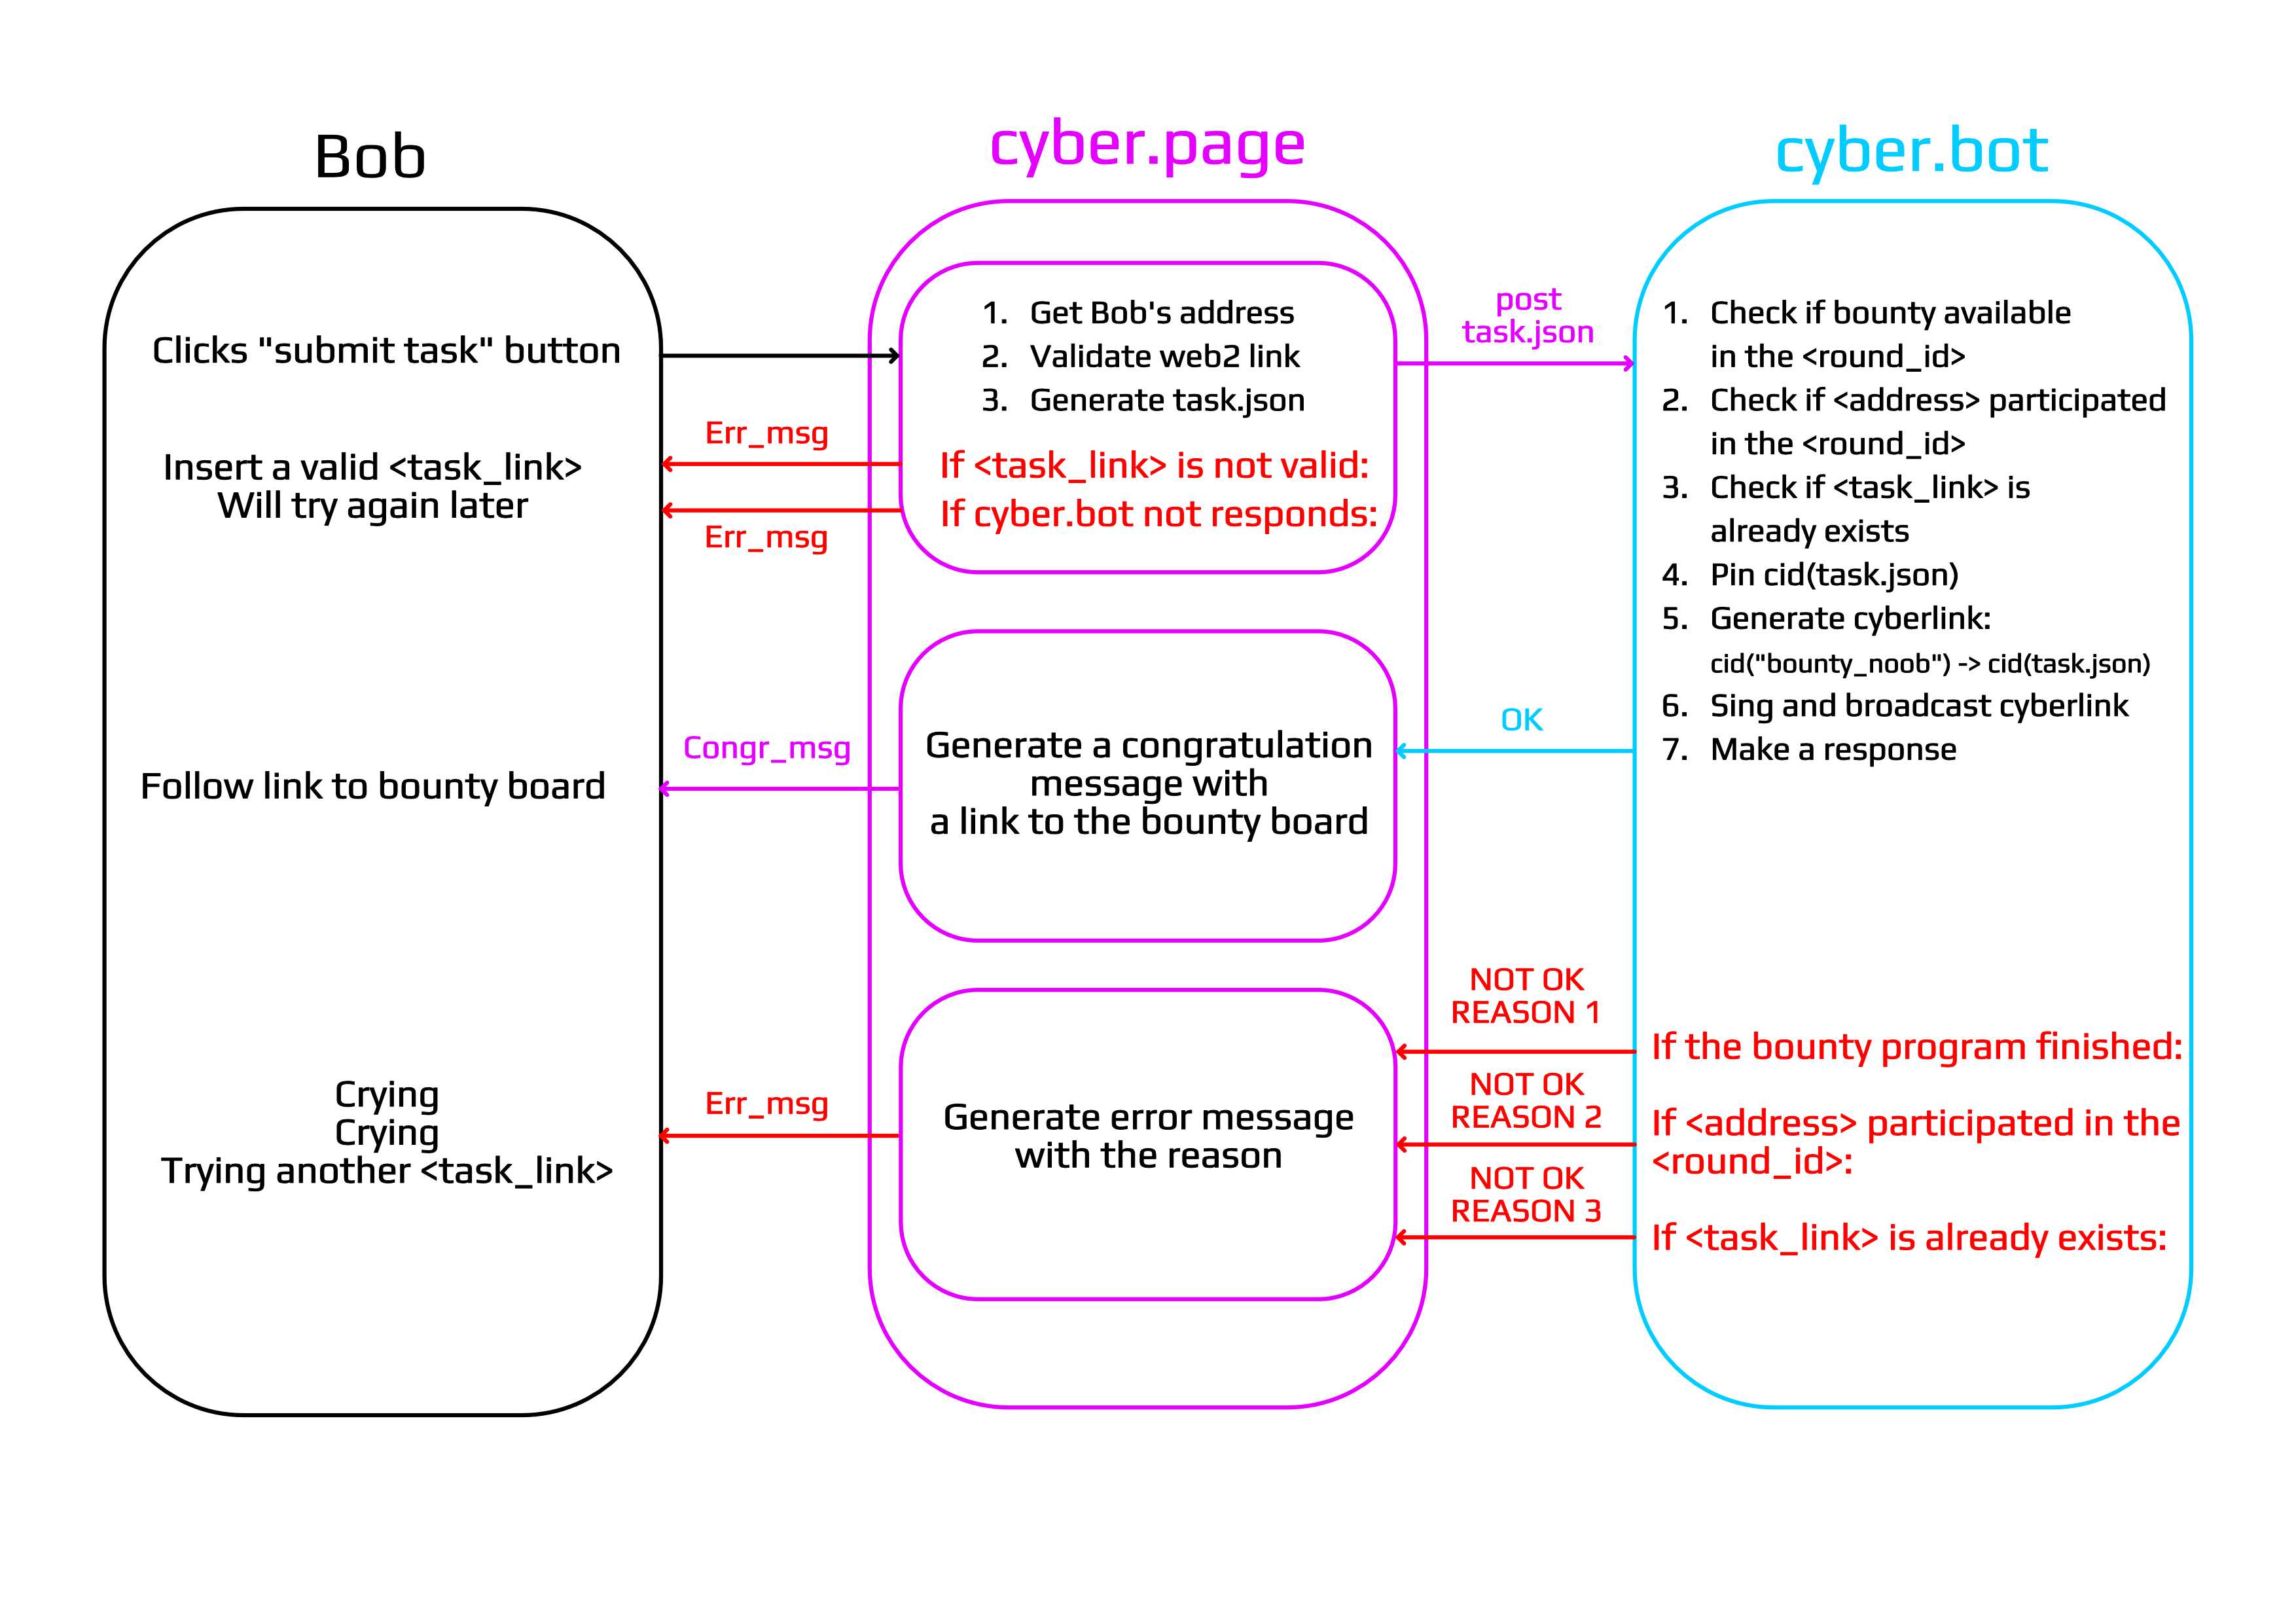 Bob
Clicks "submit task" button
Insert a valid <task_link>
Will try again later
Follow link to bounty board
Crying
Crying
Trying another <task_link>
Err_msg
Err_msg
Congr_msg
Err_msg
cyber.page
1. Get Bob's address
2. Validate web2 link
3. Generate task.json
If <task_link> is not valid:
If cyber.bot not responds:
Generate a congratulation
message with
a link to the bounty board
Generate error message
with the reason
post
task.json
OK
NOT OK
REASON 1
NOT OK
REASON 2
NOT OK
REASON 3
cyber.bot
1. Check if bounty available
in the <round_id>
2. Check if <address> participated
in the <round_id>
3. Check if <task_link> is
already exists
4. Pin cid(task.json)
5. Generate cyberlink:
cid("bounty_noob") -> cid(task.json)
6. Sing and broadcast cyberlink
7. Make a response
If the bounty program finished:
If <address> participated in the
<round_id>:
If <task_link> is already exists: